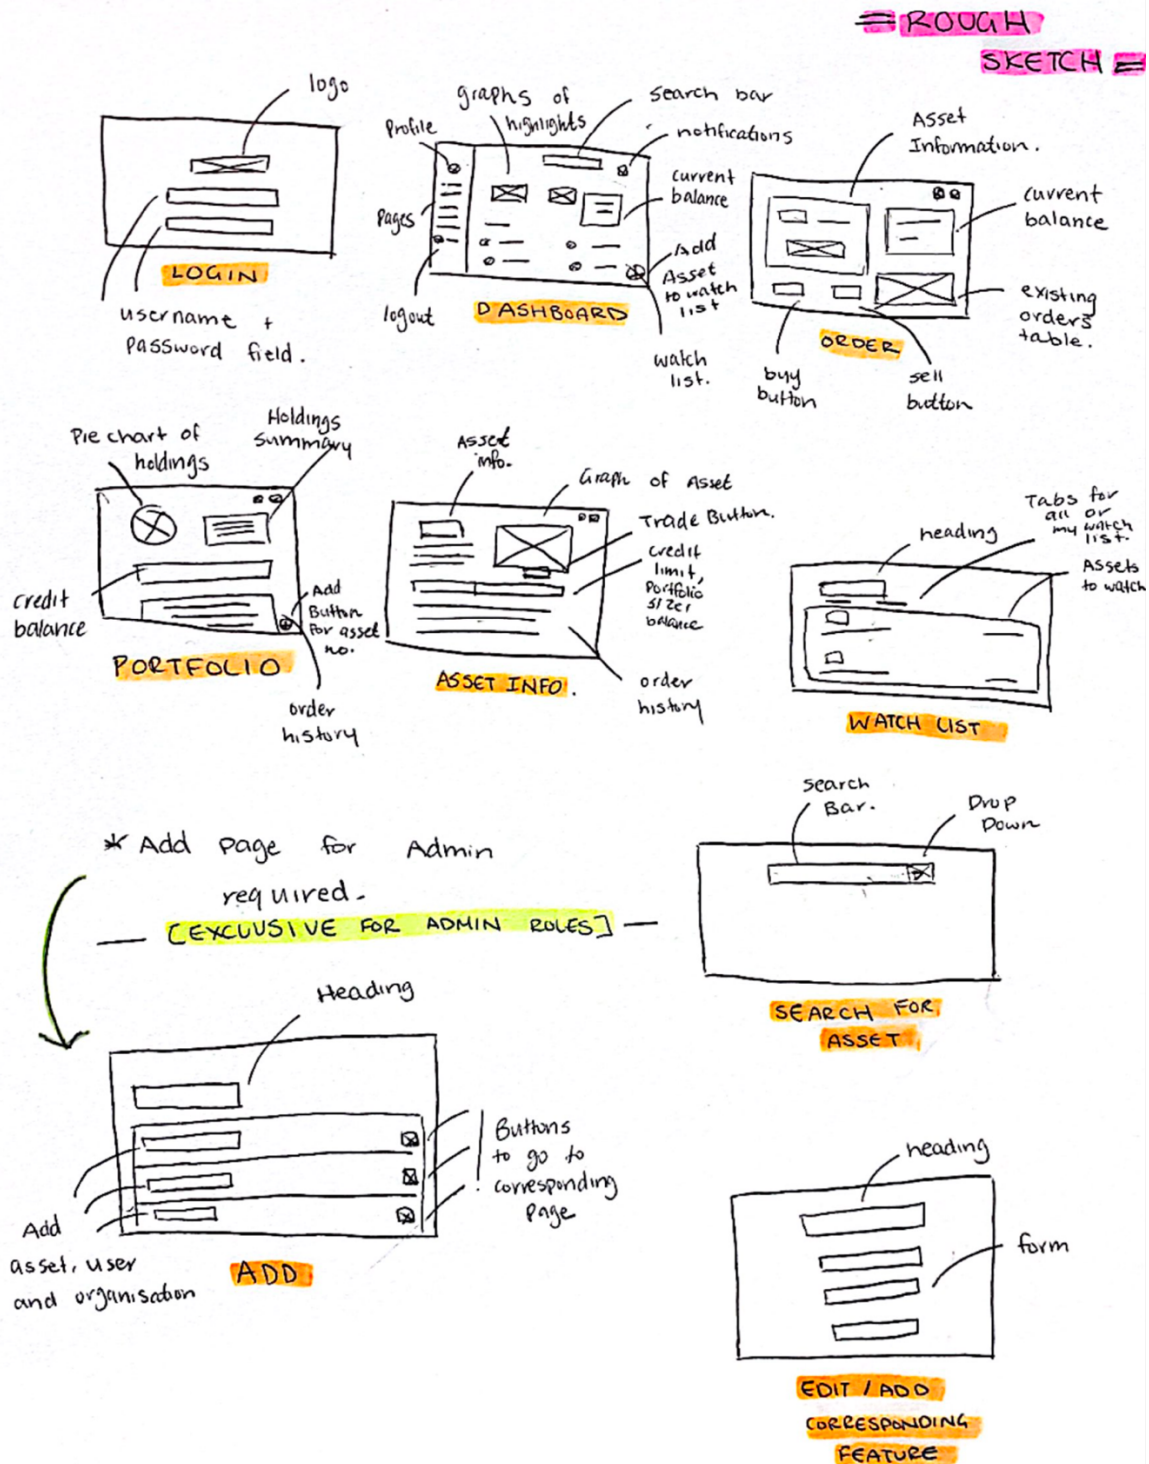 = ROUGH
SKETCH =
logo
LOGIN
username +
password field.
Profile
graphs of
highlights
search bar
notifications
current
balance
Pages
logout
Add
Asset
to watch
list
watch
list.
DASHBOARD
Asset
Information.
current
balance
existing
orders
table.
ORDER
buy
button
sell
button
Pie chart of
holdings
Holdings
summary
credit
balance
Add
Button
for asset
no.
order
history
PORTFOLIO
Asset
info.
Graph of Asset
Trade Button.
credit
limit,
Portfolio
size,
balance
order
history
ASSET INFO.
heading
Tabs for
all or
my watch
list.
Assets
to watch
WATCH LIST
* Add page for Admin
required.
— [EXCLUSIVE FOR ADMIN ROLES] —
search
Bar.
Drop
Down
SEARCH FOR
ASSET
Heading
Buttons
to go to
corresponding
page
Add
asset, user
and organisation
ADD
heading
form
EDIT / ADD
CORRESPONDING
FEATURE